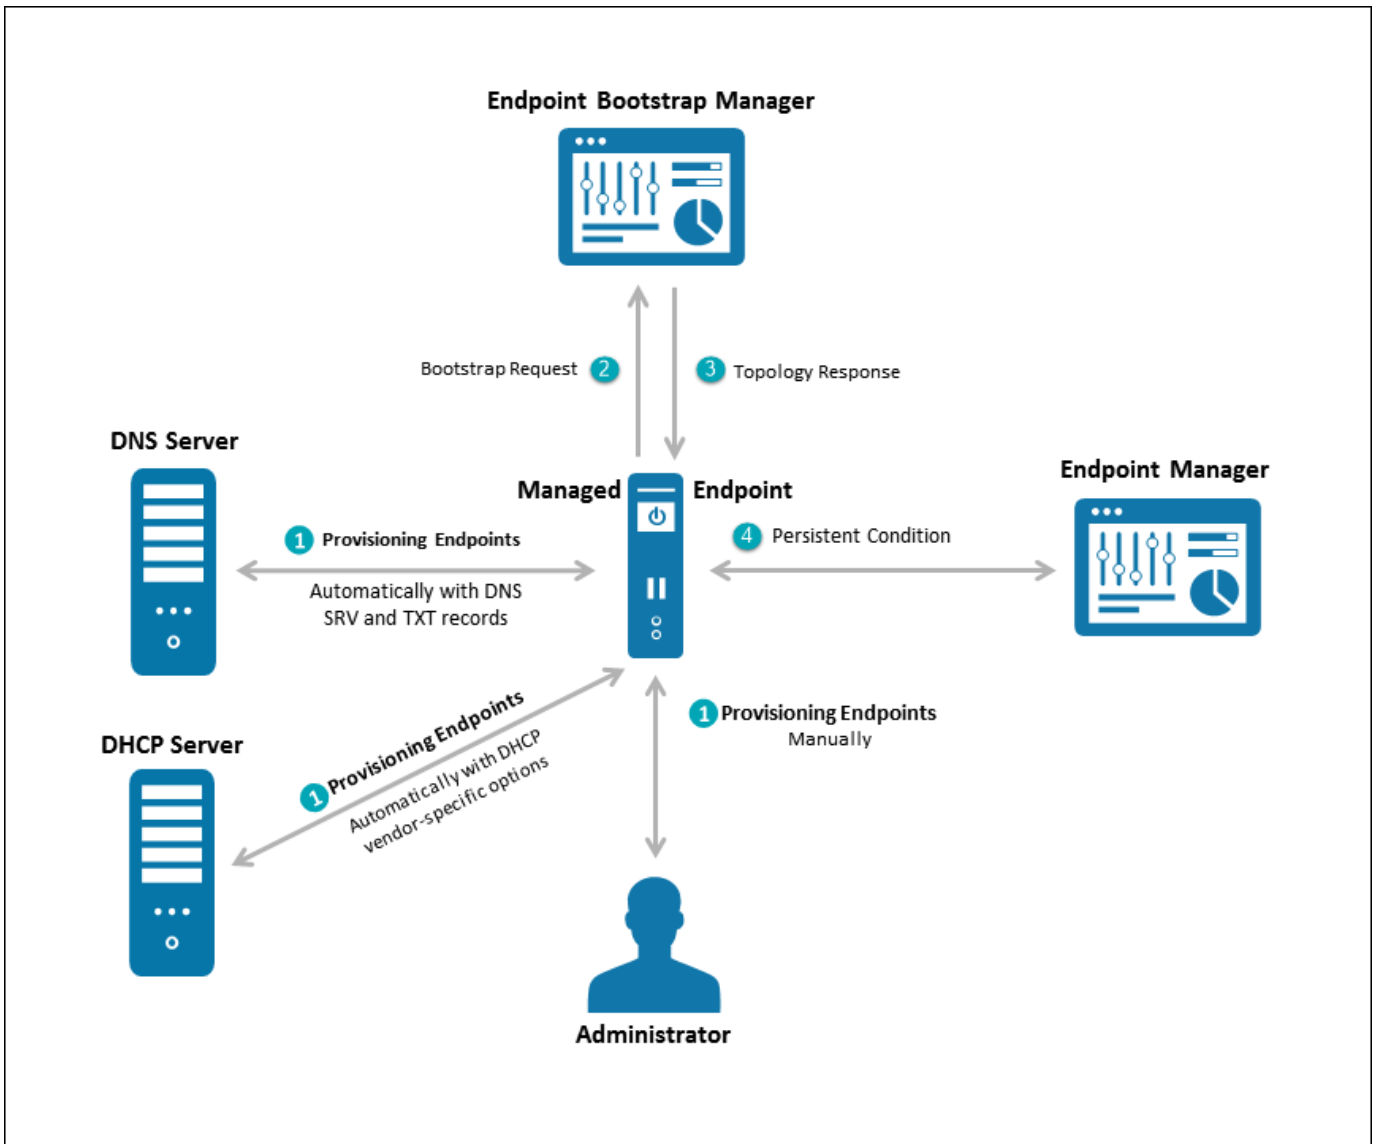 Endpoint Bootstrap Manager
Bootstrap Request 2
3 Topology Response
DNS Server
Managed Endpoint
Endpoint Manager
1 Provisioning Endpoints
Automatically with DNS
SRV and TXT records
4 Persistent Condition
DHCP Server
1 Provisioning Endpoints
Automatically with DHCP
vendor-specific options
1 Provisioning Endpoints
Manually
Administrator